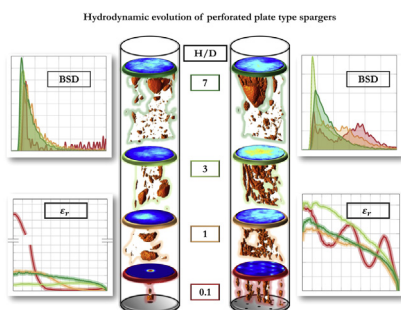 Hydrodynamic evolution of perforated plate type spargers
H/D
BSD
7
BSD
3
εr
1
εr
0.1